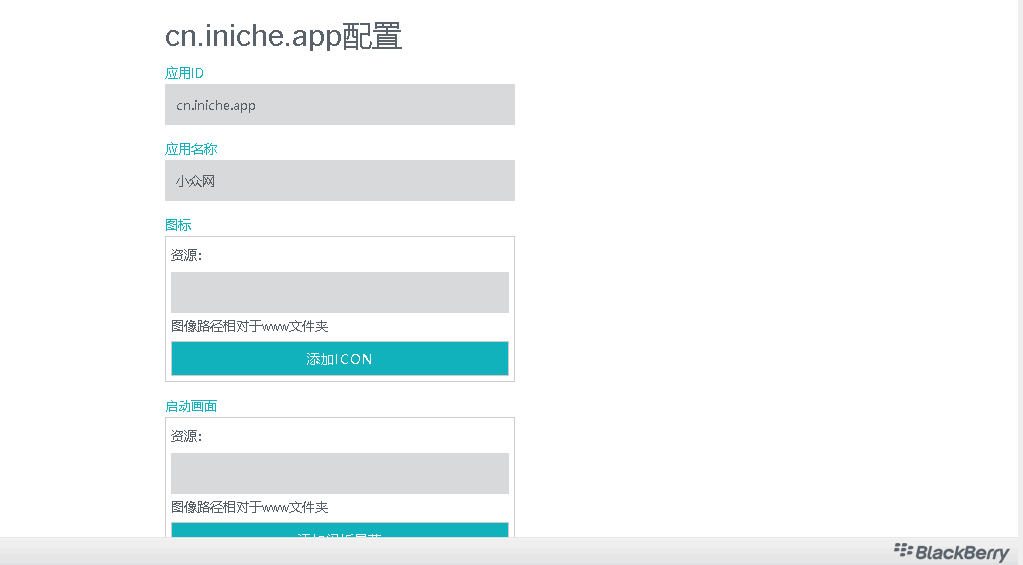 cn.iniche.app配置
应用ID
cn.iniche.app
应用名称
小众网
图标
资源:
图像路径相对于www文件夹
添加ICON
启动画面
资源:
图像路径相对于www文件夹
BlackBerry